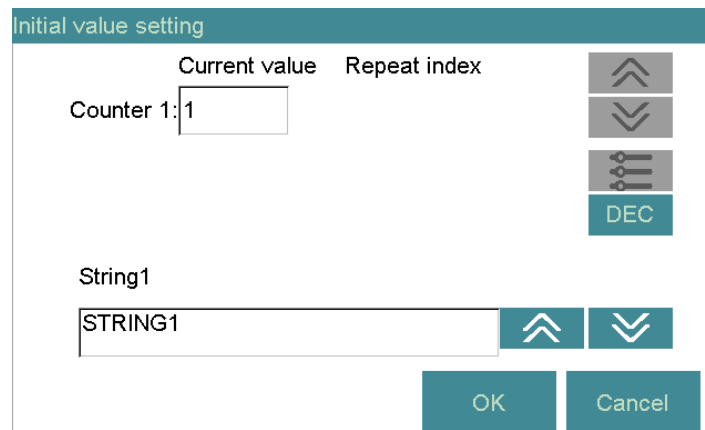 Initial value setting
Current value Repeat index
Counter 1: 1
DEC
String1
STRING1
OK Cancel